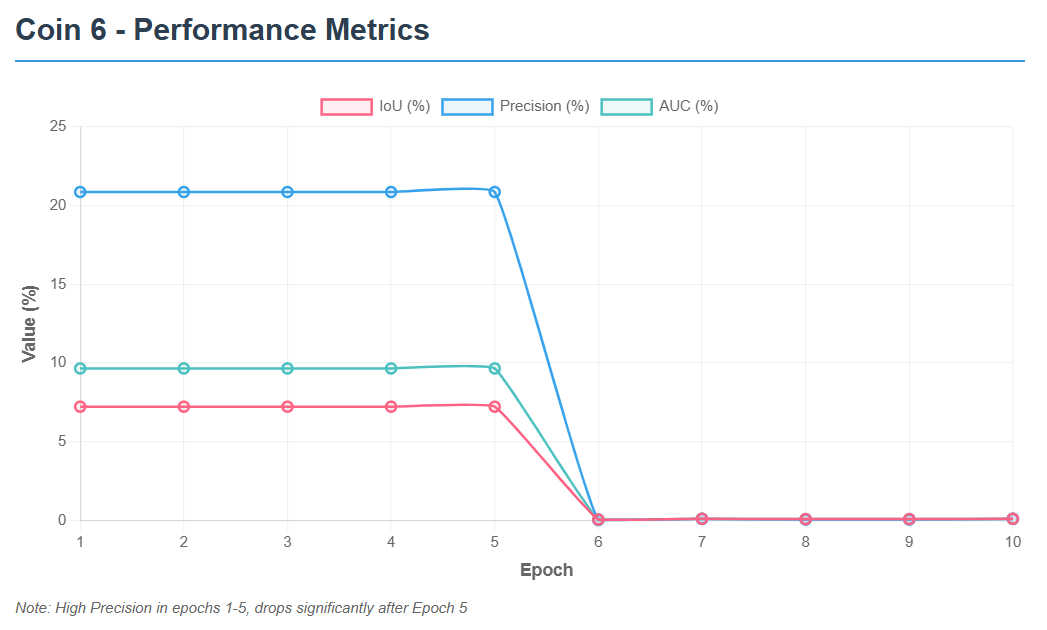 Coin 6 - Performance Metrics
IoU (%) Precision (%) AUC (%)
25
20
15
10
5
0
Value (%)
1 2 3 4 5 6 7 8 9 10
Epoch
Note: High Precision in epochs 1-5, drops significantly after Epoch 5